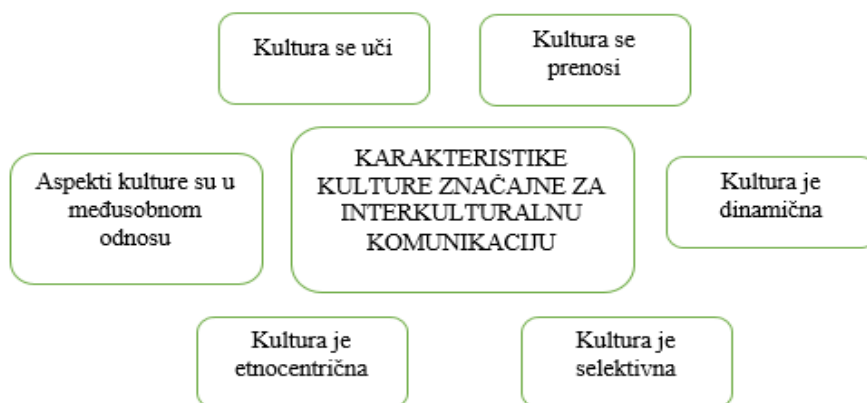 Kultura se uči
Kultura se
prenosi
Aspekti kulture su u
međusobnom
odnosu
KARAKTERISTIKE
KULTURE ZNAČAJNE ZA
INTERKULTURALNU
KOMUNIKACIJU
Kultura je
dinamična
Kultura je
etnocentrična
Kultura je
selektivna